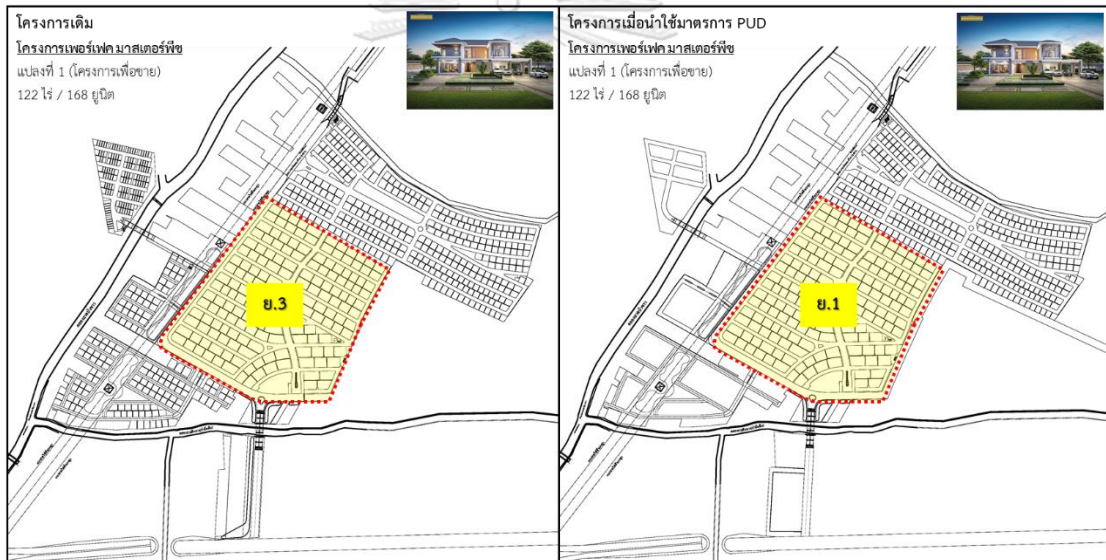 โครงการเดิม
โครงการเพอร์เฟค มาสเตอร์พีช
แปลงที่ 1 (โครงการเพื่อขาย)
122 ไร่ / 168 ยูนิต
ย.3
โครงการเมื่อนำใช้มาตรการ PUD
โครงการเพอร์เฟค มาสเตอร์พีช
แปลงที่ 1 (โครงการเพื่อขาย)
122 ไร่ / 168 ยูนิต
ย.1